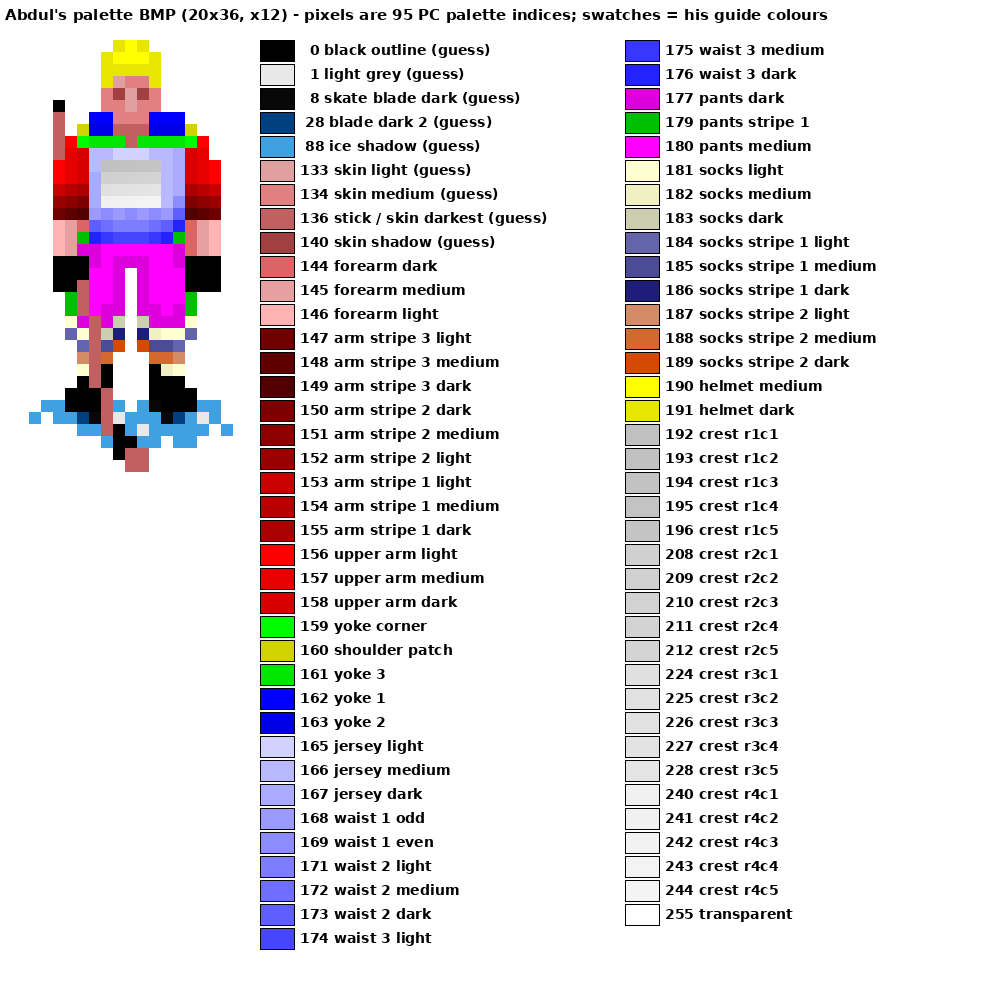 Abdul's palette BMP (20x36, x12) - pixels are 95 PC palette indices; swatches = his guide colours
0 black outline (guess)
1 light grey (guess)
8 skate blade dark (guess)
28 blade dark 2 (guess)
88 ice shadow (guess)
133 skin light (guess)
134 skin medium (guess)
136 stick / skin darkest (guess)
140 skin shadow (guess)
144 forearm dark
145 forearm medium
146 forearm light
147 arm stripe 3 light
148 arm stripe 3 medium
149 arm stripe 3 dark
150 arm stripe 2 dark
151 arm stripe 2 medium
152 arm stripe 2 light
153 arm stripe 1 light
154 arm stripe 1 medium
155 arm stripe 1 dark
156 upper arm light
157 upper arm medium
158 upper arm dark
159 yoke corner
160 shoulder patch
161 yoke 3
162 yoke 1
163 yoke 2
165 jersey light
166 jersey medium
167 jersey dark
168 waist 1 odd
169 waist 1 even
171 waist 2 light
172 waist 2 medium
173 waist 2 dark
174 waist 3 light
175 waist 3 medium
176 waist 3 dark
177 pants dark
179 pants stripe 1
180 pants medium
181 socks light
182 socks medium
183 socks dark
184 socks stripe 1 light
185 socks stripe 1 medium
186 socks stripe 1 dark
187 socks stripe 2 light
188 socks stripe 2 medium
189 socks stripe 2 dark
190 helmet medium
191 helmet dark
192 crest r1c1
193 crest r1c2
194 crest r1c3
195 crest r1c4
196 crest r1c5
208 crest r2c1
209 crest r2c2
210 crest r2c3
211 crest r2c4
212 crest r2c5
224 crest r3c1
225 crest r3c2
226 crest r3c3
227 crest r3c4
228 crest r3c5
240 crest r4c1
241 crest r4c2
242 crest r4c3
243 crest r4c4
244 crest r4c5
255 transparent